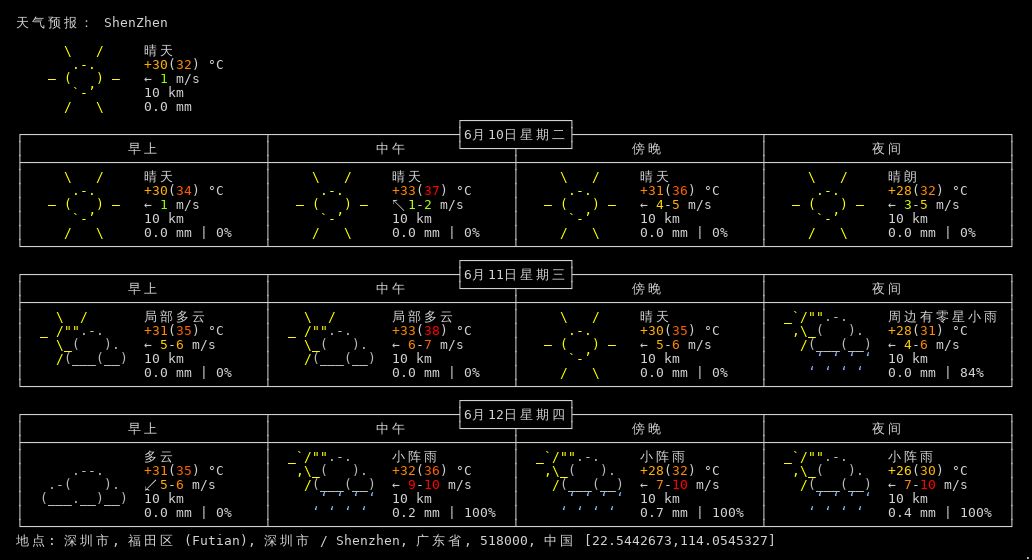 天气预报： ShenZhen
晴天
+30(32) °C
← 1 m/s
10 km
0.0 mm
6月10日星期二
早上 中午 傍晚 夜间
晴天 晴天 晴天 晴朗
+30(34) °C +33(37) °C +31(36) °C +28(32) °C
← 1 m/s ↖ 1-2 m/s ← 4-5 m/s ← 3-5 m/s
10 km 10 km 10 km 10 km
0.0 mm | 0% 0.0 mm | 0% 0.0 mm | 0% 0.0 mm | 0%
6月11日星期三
早上 中午 傍晚 夜间
局部多云 局部多云 晴天 周边有零星小雨
+31(35) °C +33(38) °C +30(35) °C +28(31) °C
← 5-6 m/s ← 6-7 m/s ← 5-6 m/s ← 4-6 m/s
10 km 10 km 10 km 10 km
0.0 mm | 0% 0.0 mm | 0% 0.0 mm | 0% 0.0 mm | 84%
6月12日星期四
早上 中午 傍晚 夜间
多云 小阵雨 小阵雨 小阵雨
+31(35) °C +32(36) °C +28(32) °C +26(30) °C
↙ 5-6 m/s ← 9-10 m/s ← 7-10 m/s ← 7-10 m/s
10 km 10 km 10 km 10 km
0.0 mm | 0% 0.2 mm | 100% 0.7 mm | 100% 0.4 mm | 100%
地点: 深圳市, 福田区 (Futian), 深圳市 / Shenzhen, 广东省, 518000, 中国 [22.5442673,114.0545327]